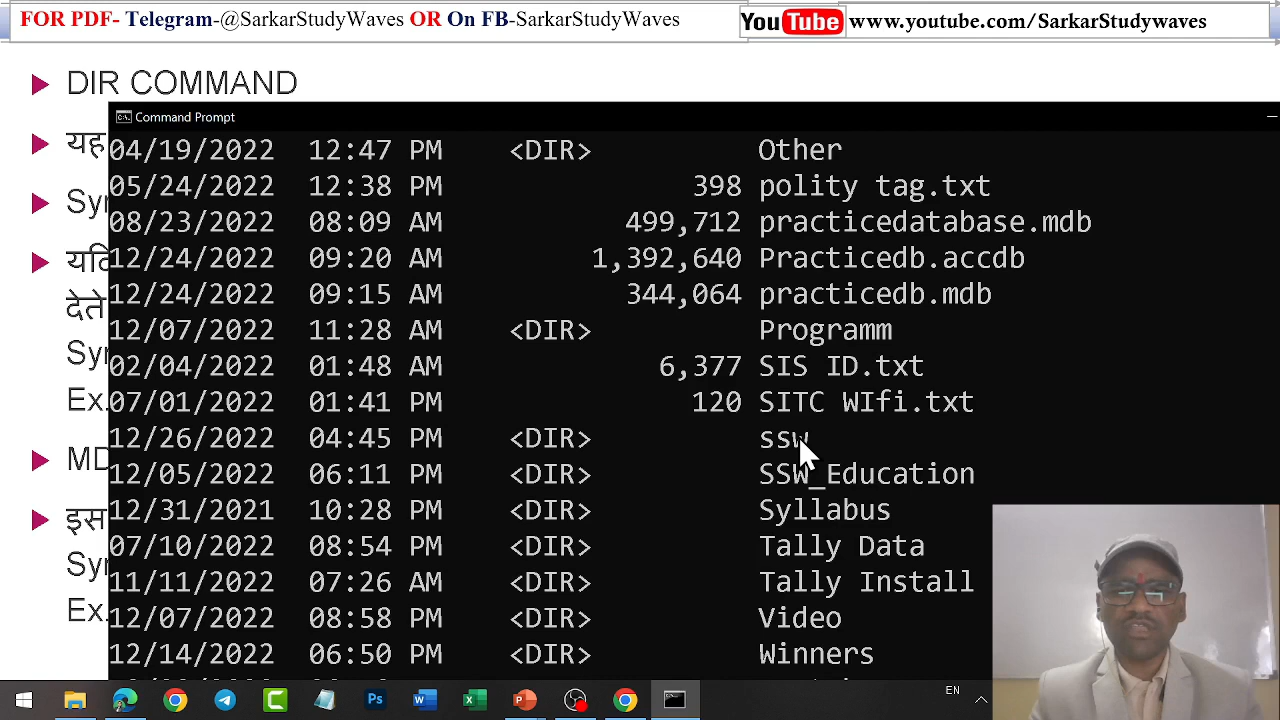 FOR PDF- Telegram-@SarkarStudyWaves OR On FB-SarkarStudyWaves
YouTube www.youtube.com/SarkarStudywaves
DIR COMMAND
Command Prompt
यह
04/19/2022 12:47 PM <DIR> Other
05/24/2022 12:38 PM 398 polity tag.txt
08/23/2022 08:09 AM 499,712 practicedatabase.mdb
यदि
12/24/2022 09:20 AM 1,392,640 Practicedb.accdb
देते
12/24/2022 09:15 AM 344,064 practicedb.mdb
12/07/2022 11:28 AM <DIR> Programm
02/04/2022 01:48 AM 6,377 SIS ID.txt
Ex.
07/01/2022 01:41 PM 120 SITC WIfi.txt
12/26/2022 04:45 PM <DIR> ssw
MD
12/05/2022 06:11 PM <DIR> SSW_Education
इस
12/31/2021 10:28 PM <DIR> Syllabus
07/10/2022 08:54 PM <DIR> Tally Data
11/11/2022 07:26 AM <DIR> Tally Install
Ex.
12/07/2022 08:58 PM <DIR> Video
12/14/2022 06:50 PM <DIR> Winners
EN